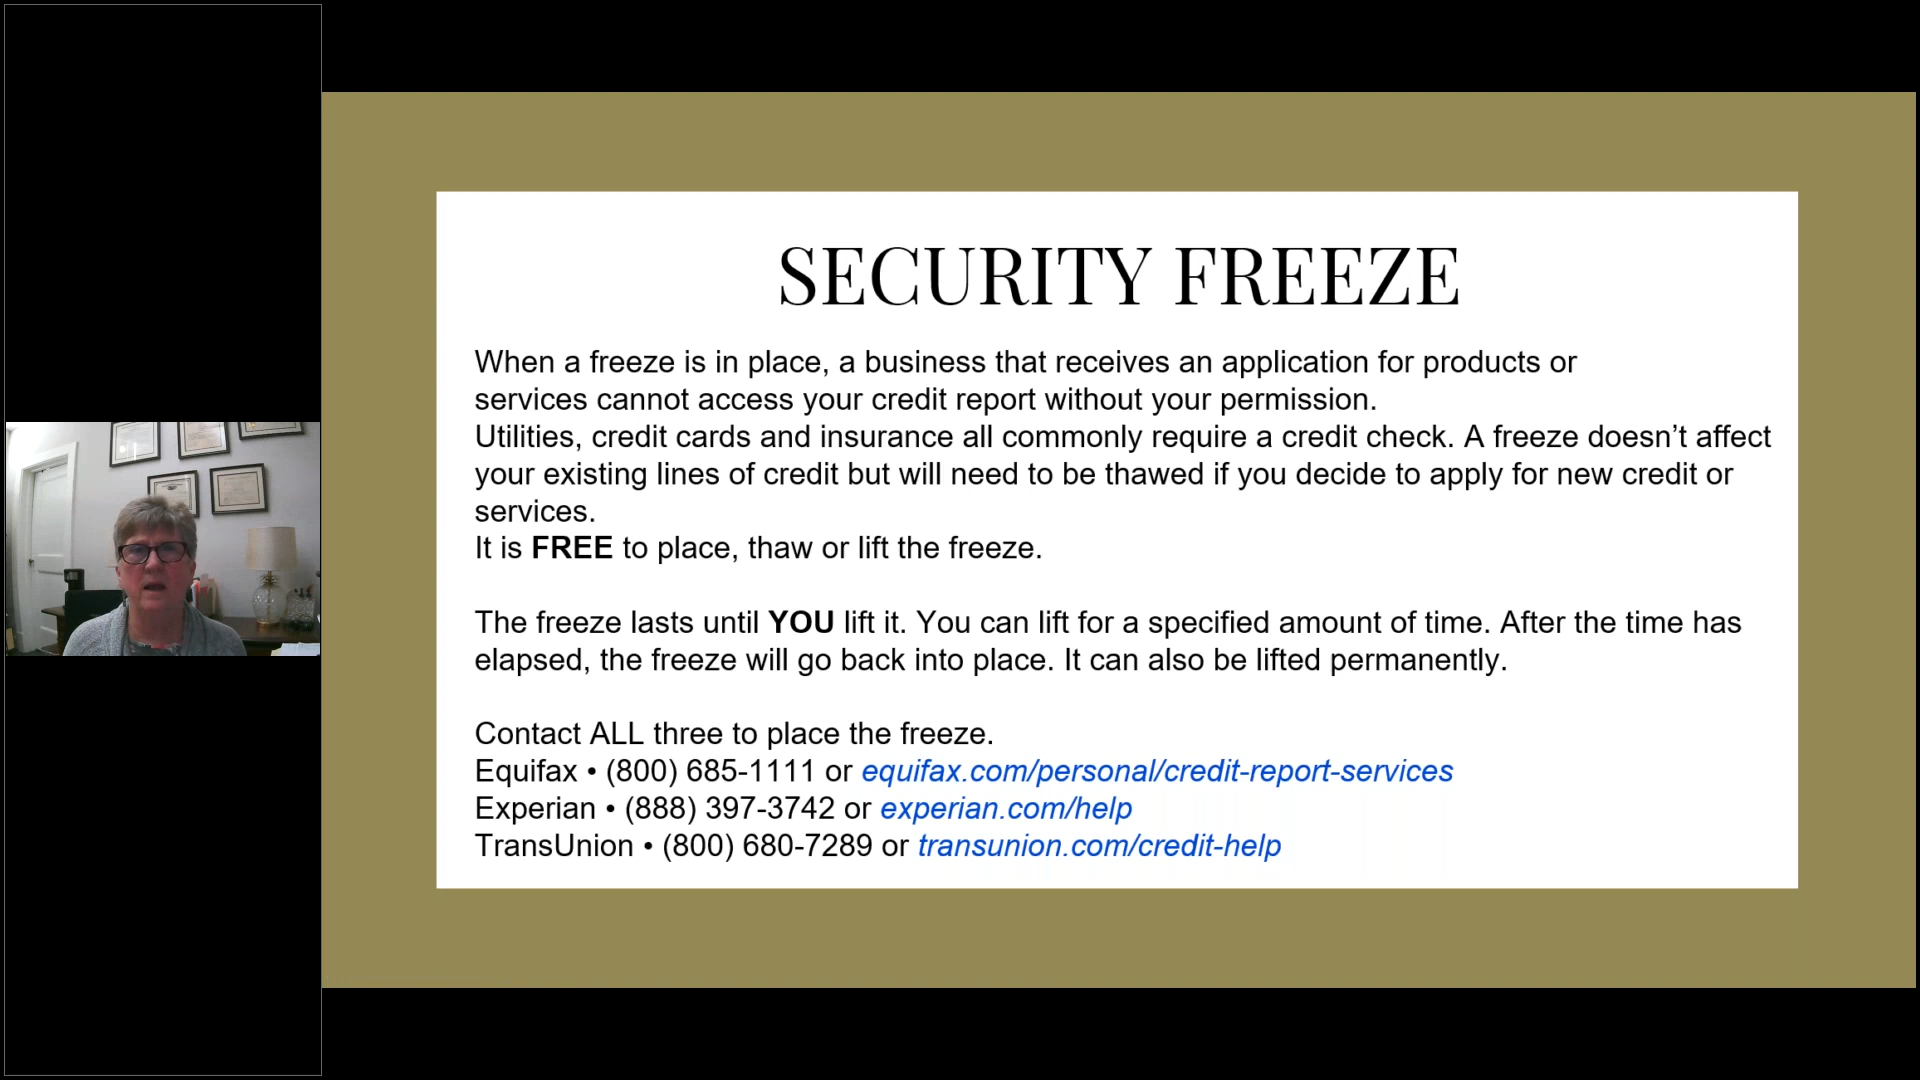 SECURITY FREEZE
When a freeze is in place, a business that receives an application for products or
services cannot access your credit report without your permission.
Utilities, credit cards and insurance all commonly require a credit check. A freeze doesn’t affect
your existing lines of credit but will need to be thawed if you decide to apply for new credit or
services.
It is FREE to place, thaw or lift the freeze.
The freeze lasts until YOU lift it. You can lift for a specified amount of time. After the time has
elapsed, the freeze will go back into place. It can also be lifted permanently.
Contact ALL three to place the freeze.
Equifax • (800) 685-1111 or equifax.com/personal/credit-report-services
Experian • (888) 397-3742 or experian.com/help
TransUnion • (800) 680-7289 or transunion.com/credit-help